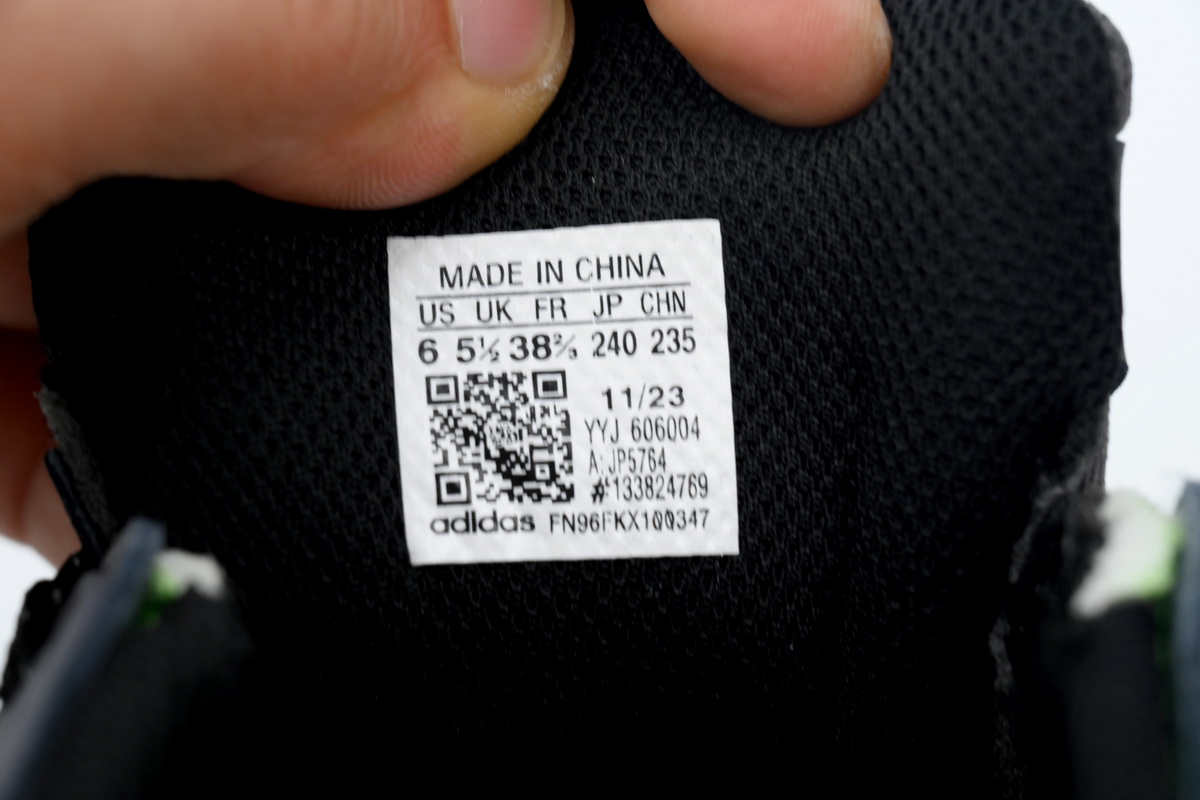 MADE IN CHINA
US UK FR JP CHN
6 5½ 38⅔ 240 235
11/23
YYJ 606004
A: JP5764
#:133824769
adidas FN96FKX100347